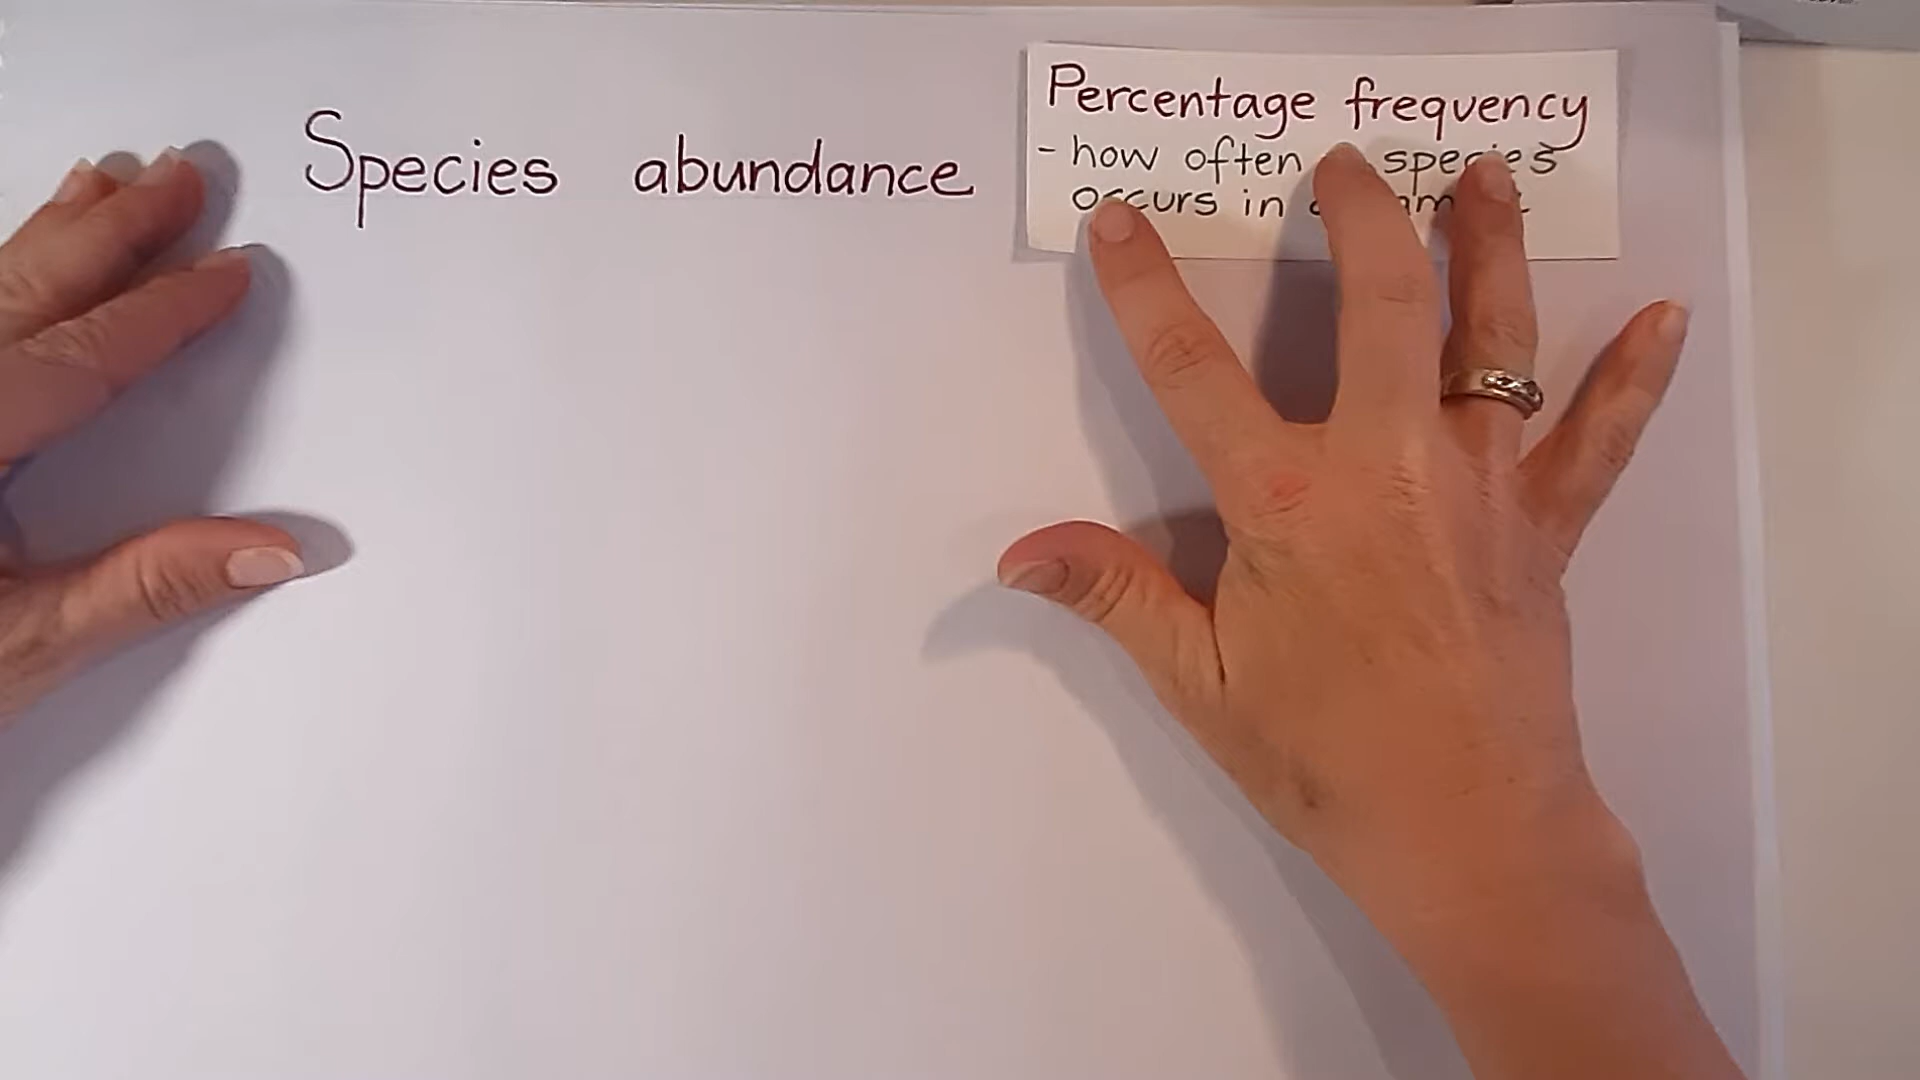 Species abundance
Percentage frequency
- how often species
occurs in